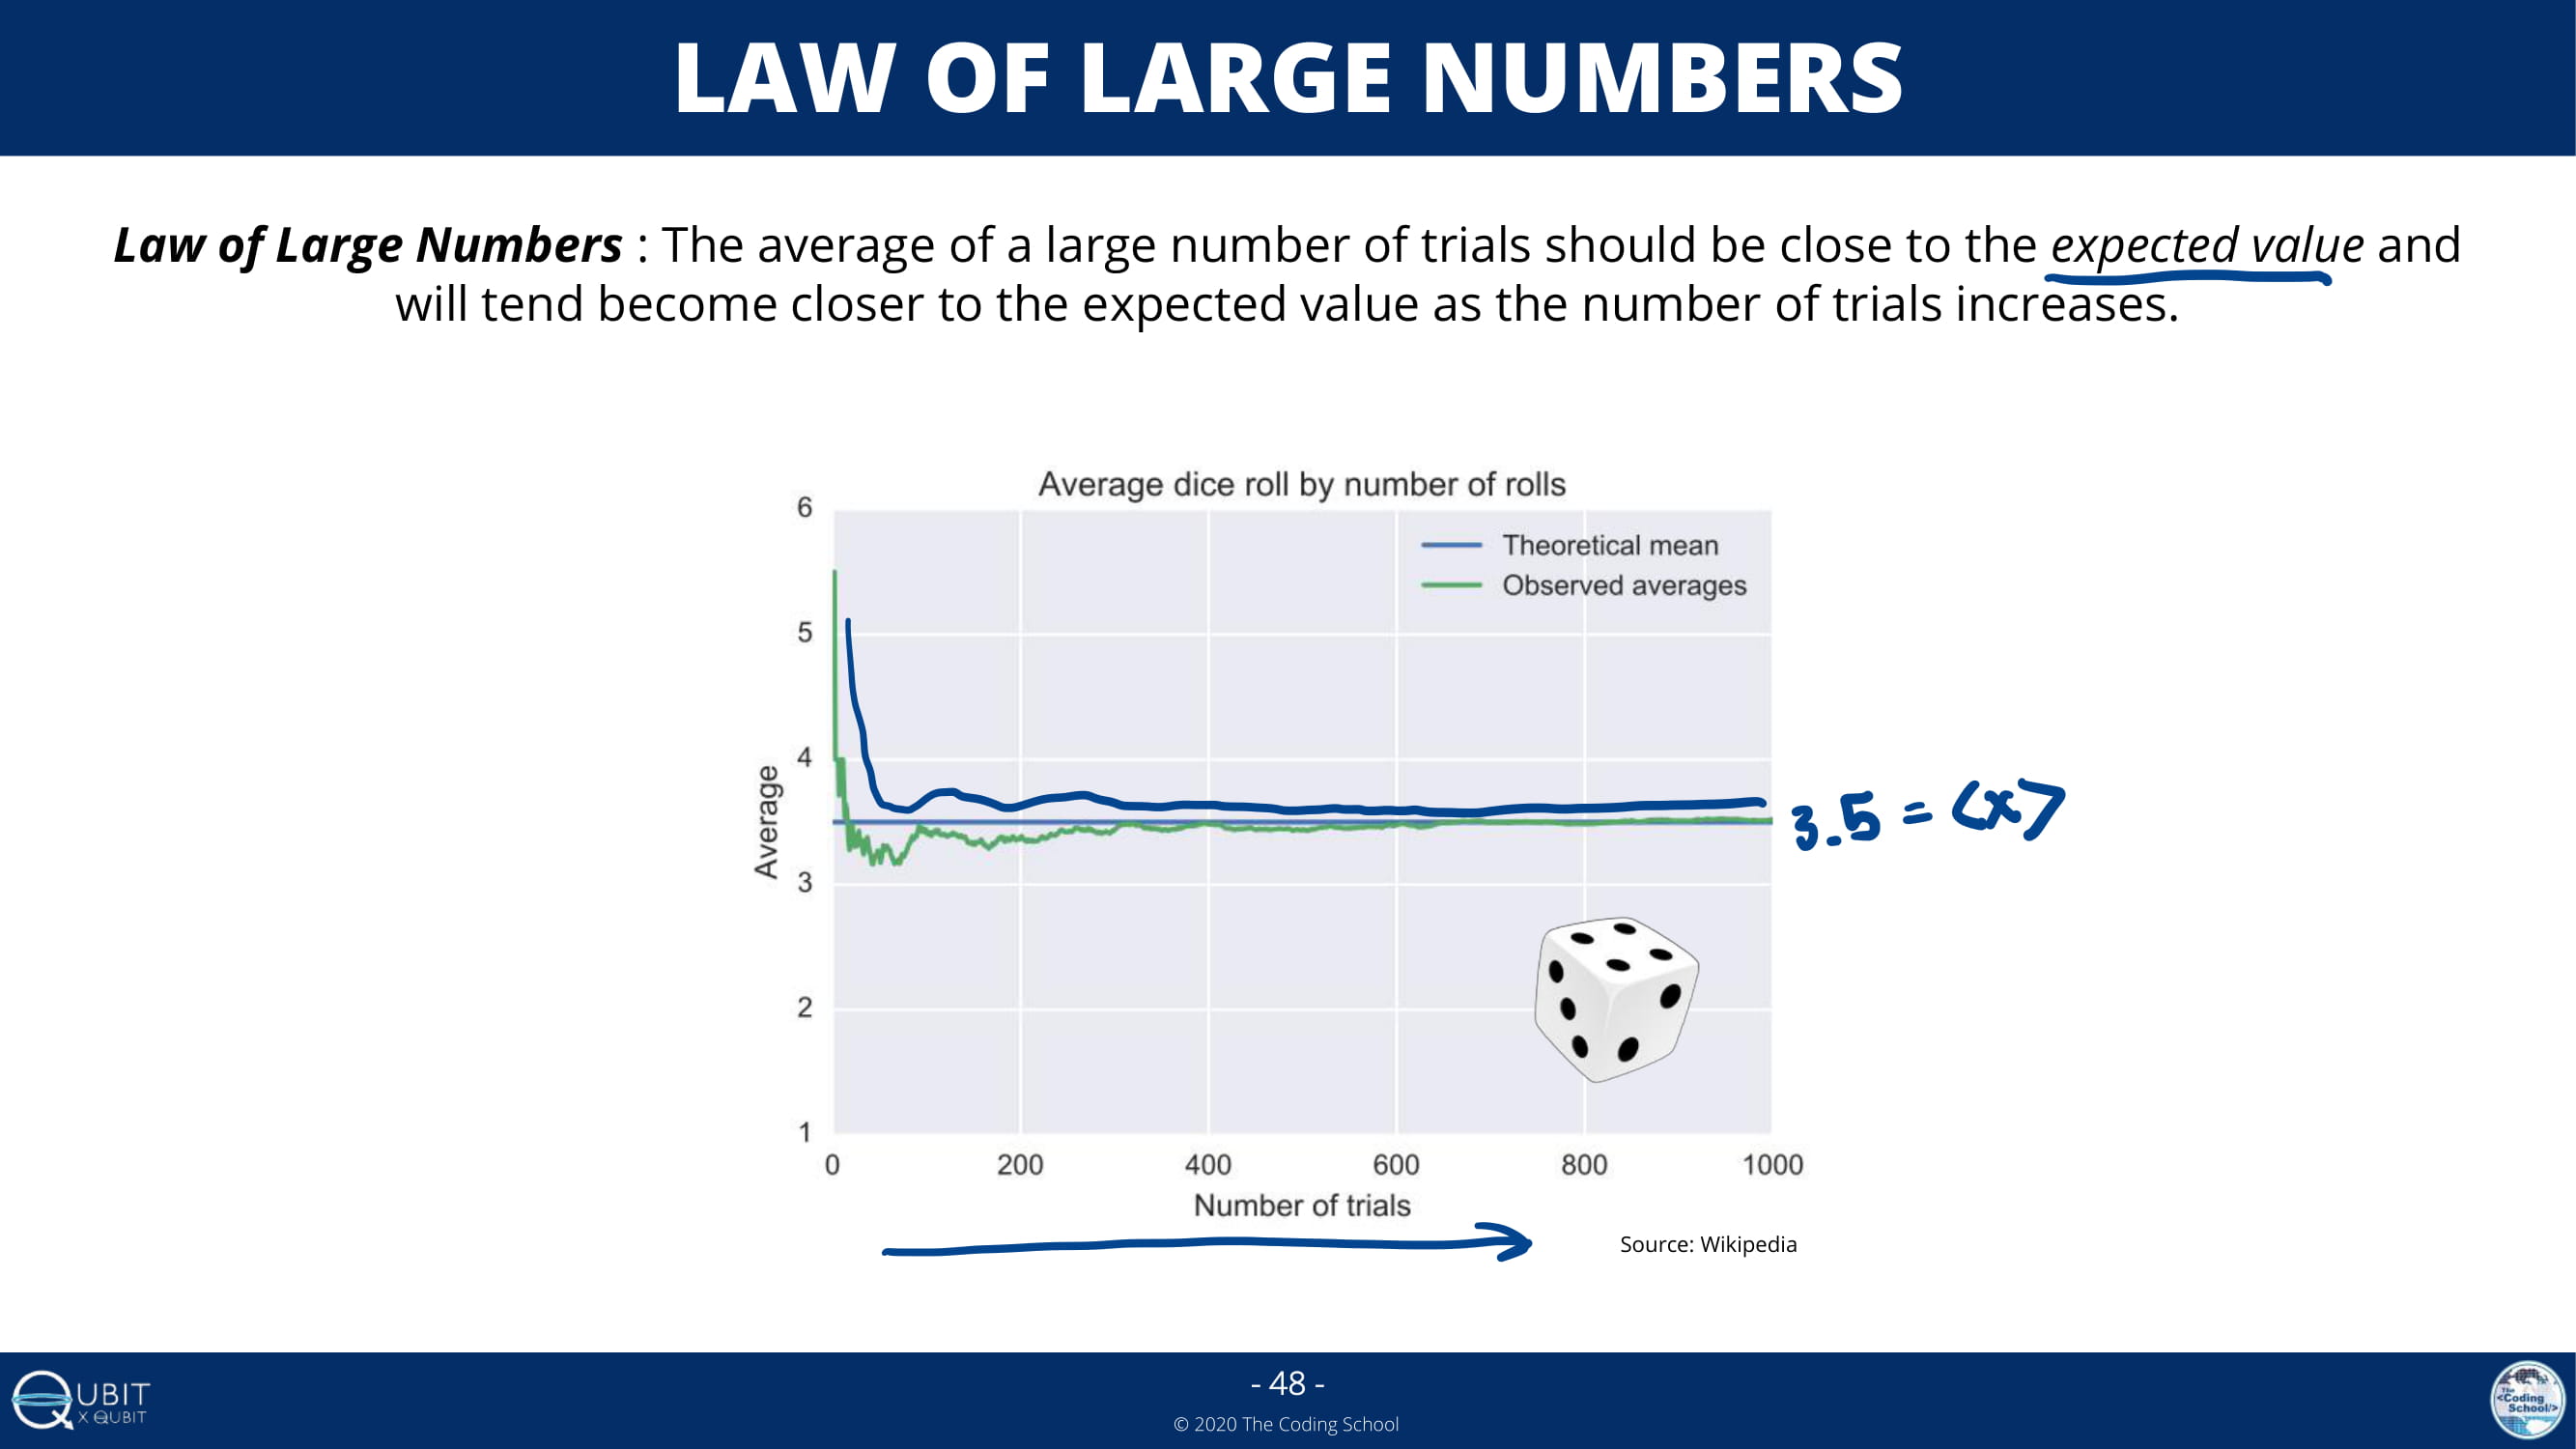 LAW OF LARGE NUMBERS
Law of Large Numbers : The average of a large number of trials should be close to the expected value and
will tend become closer to the expected value as the number of trials increases.
Average dice roll by number of rolls
Theoretical mean
Observed averages
6
5
4
3
2
1
Average
3.5 = <x>
0 200 400 600 800 1000
Number of trials
Source: Wikipedia
QUBIT
X QUBIT
- 48 -
© 2020 The Coding School
The
<Coding
School/>